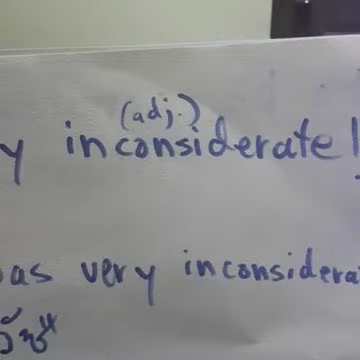 (adj.)
y inconsiderate!
as very inconsidera